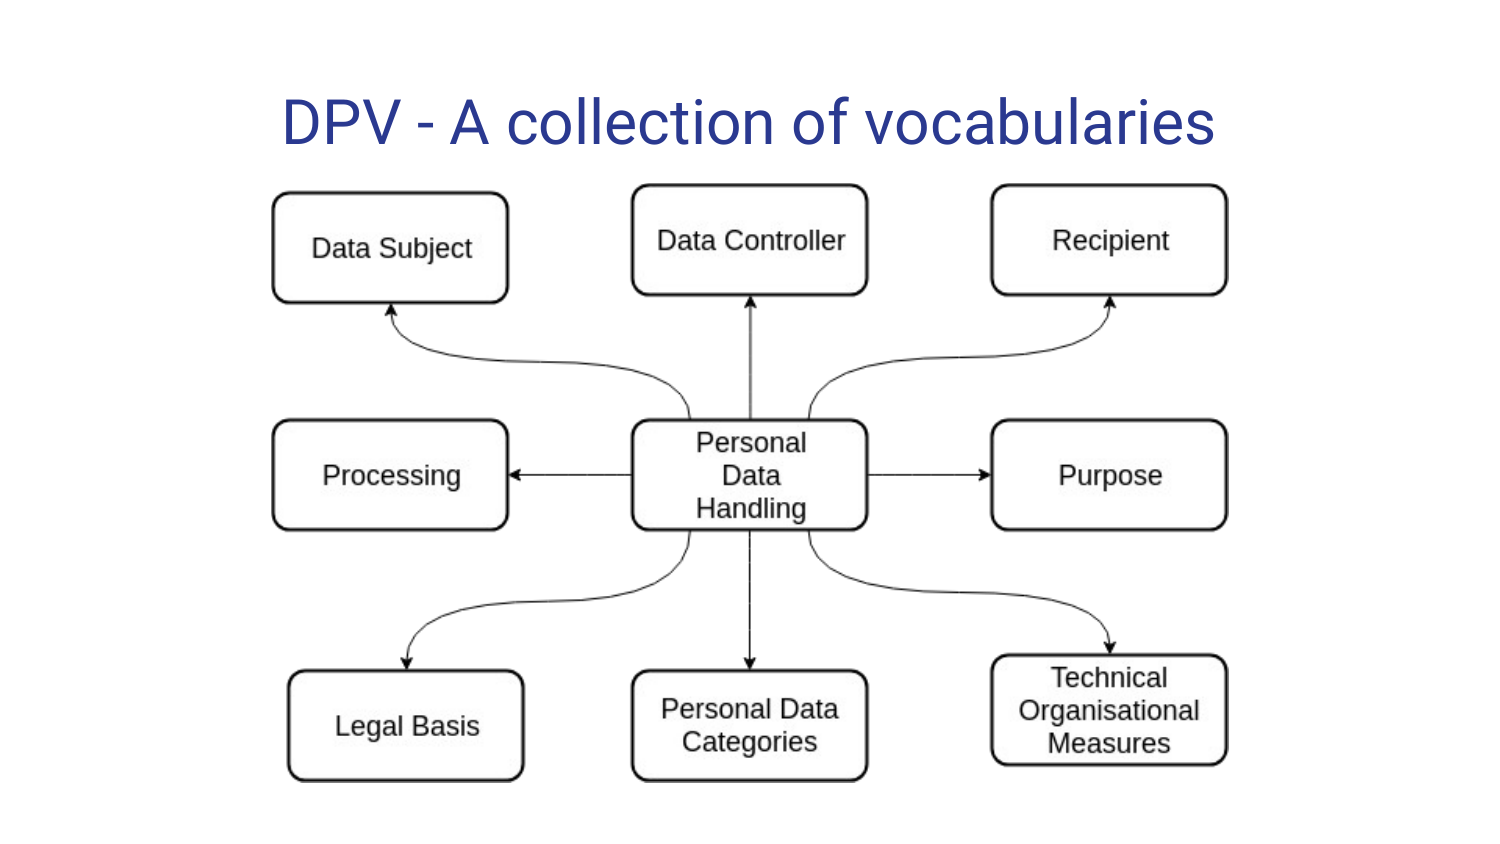 DPV - A collection of vocabularies
Data Subject
Data Controller
Recipient
Processing
Personal
Data
Handling
Purpose
Legal Basis
Personal Data
Categories
Technical
Organisational
Measures